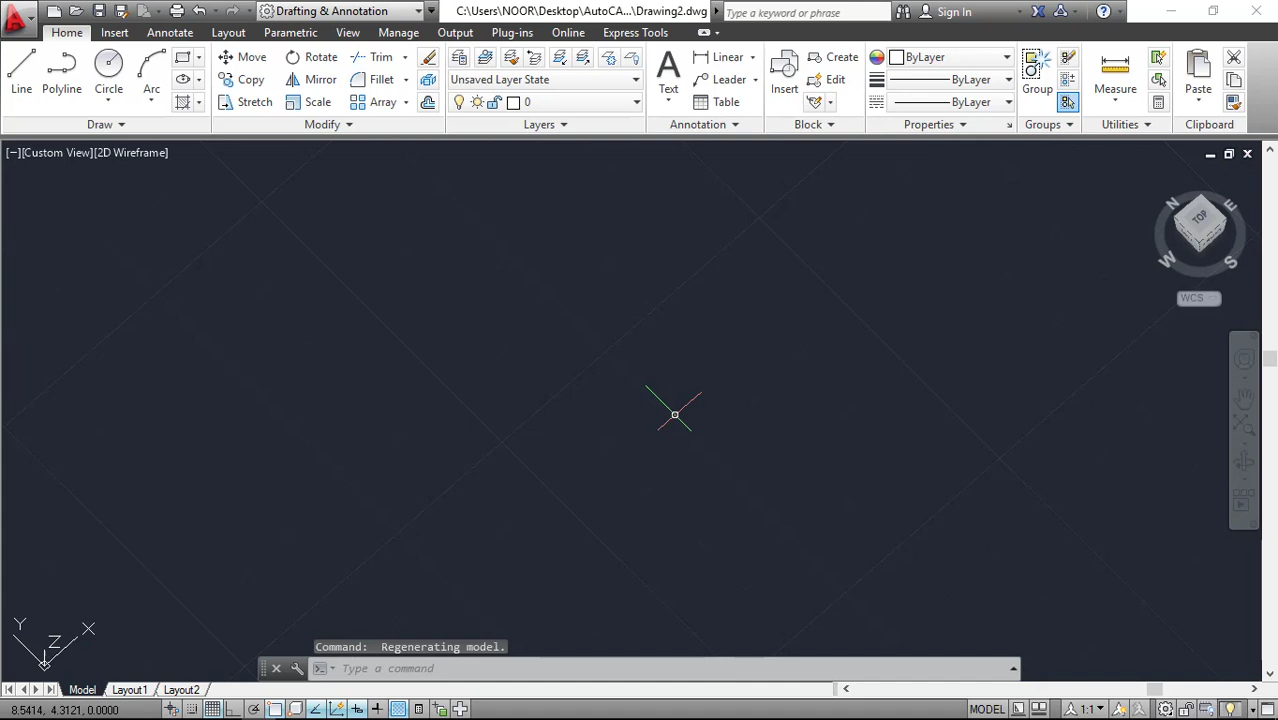 Drafting & Annotation
C:\Users\NOOR\Desktop\AutoCA...\Drawing2.dwg
Type a keyword or phrase
Sign In
Home Insert Annotate Layout Parametric View Manage Output Plug-ins Online Express Tools
Line Polyline Circle Arc
Move Rotate Trim
Copy Mirror Fillet
Stretch Scale Array
Unsaved Layer State
0
Text
Linear
Leader
Table
Insert
Create
Edit
ByLayer
ByLayer
ByLayer
Group
Measure
Paste
Draw Modify Layers Annotation Block Properties Groups Utilities Clipboard
[−][Custom View][2D Wireframe]
N E
TOP
W S
WCS
Y Z X
Command: Regenerating model.
Type a command
Model Layout1 Layout2
8.5414, 4.3121, 0.0000
MODEL
1:1